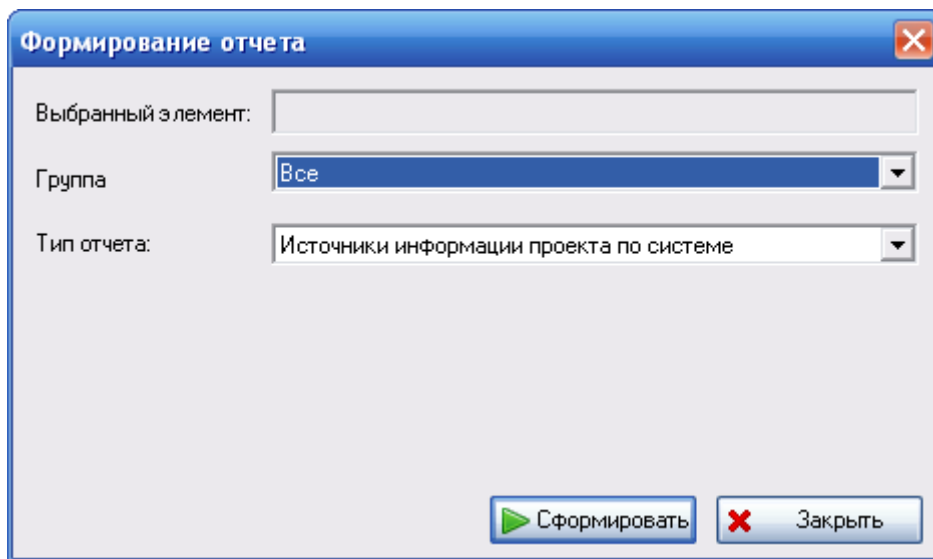 Формирование отчета
Выбранный элемент:
Группа
Все
Тип отчета:
Источники информации проекта по системе
Сформировать
Закрыть